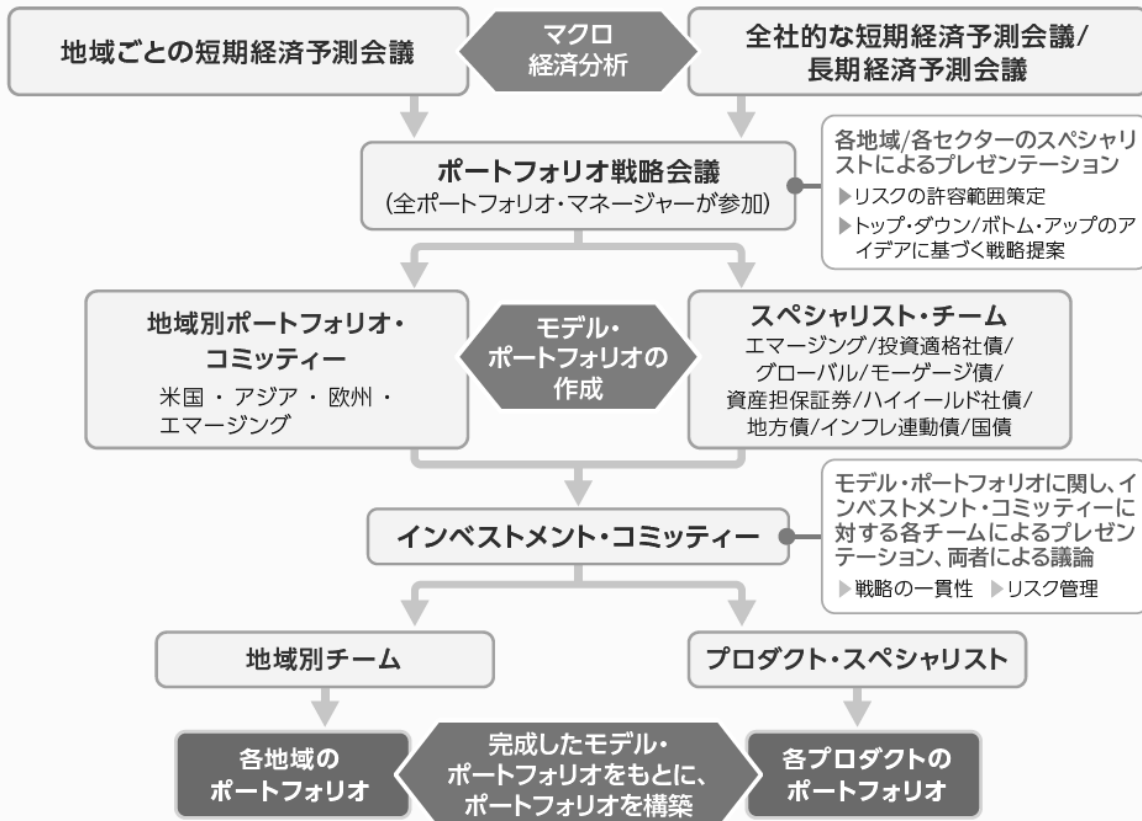 地域ごとの短期経済予測会議
マクロ
経済分析
全社的な短期経済予測会議/
長期経済予測会議
ポートフォリオ戦略会議
(全ポートフォリオ・マネージャーが参加)
各地域/各セクターのスペシャリ
ストによるプレゼンテーション
▶リスクの許容範囲策定
▶トップ・ダウン/ボトム・アップのア
イデアに基づく戦略提案
地域別ポートフォリオ・
コミッティー
米国・アジア・欧州・
エマージング
モデル・
ポートフォリオの
作成
スペシャリスト・チーム
エマージング/投資適格社債/
グローバル/モーゲージ債/
資産担保証券/ハイイールド社債/
地方債/インフレ連動債/国債
インベストメント・コミッティー
モデル・ポートフォリオに関し、イ
ンベストメント・コミッティーに
対する各チームによるプレゼン
テーション、両者による議論
▶戦略の一貫性 ▶リスク管理
地域別チーム
プロダクト・スペシャリスト
各地域の
ポートフォリオ
完成したモデル・
ポートフォリオをもとに、
ポートフォリオを構築
各プロダクトの
ポートフォリオ